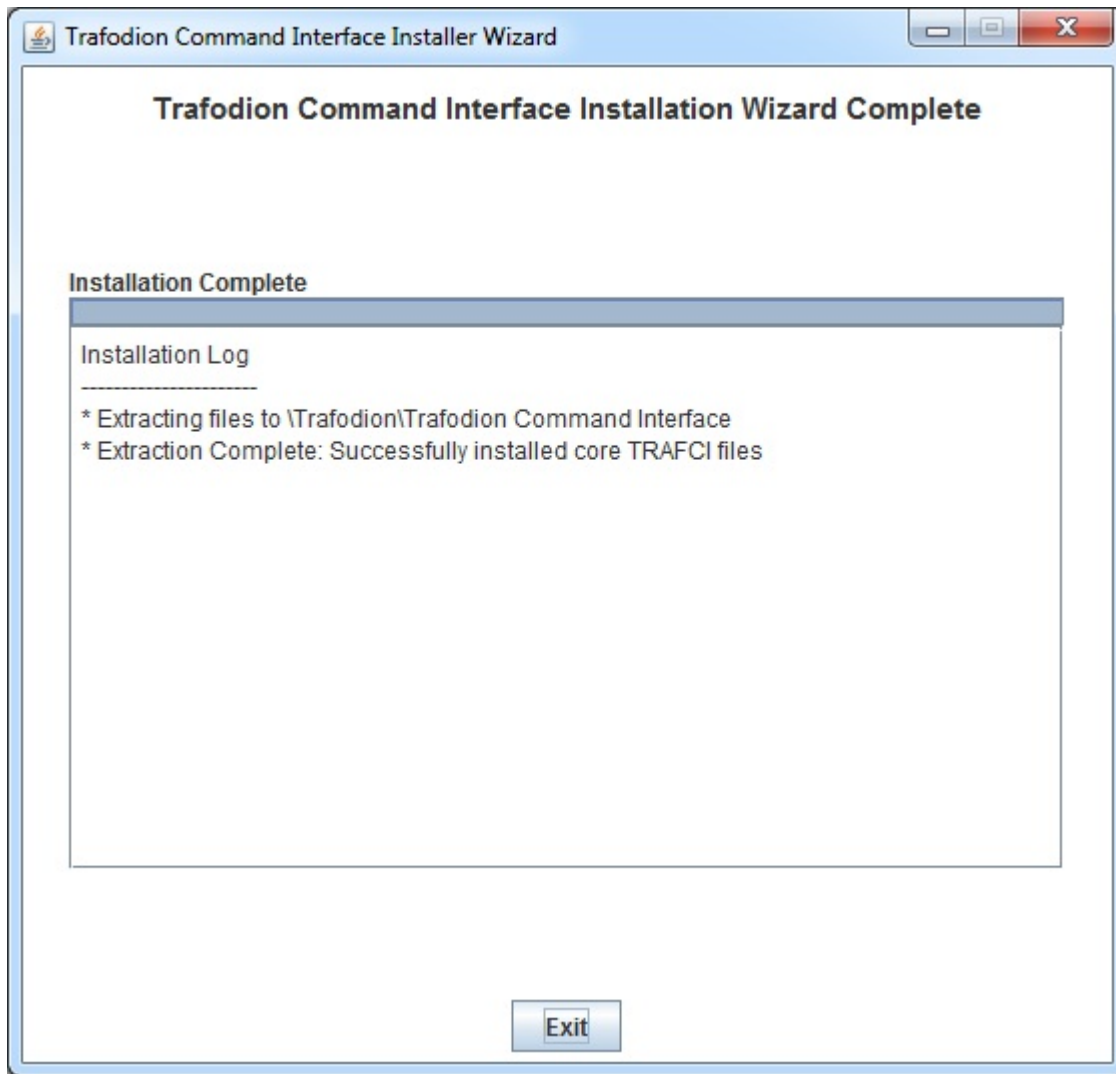 Trafodion Command Interface Installer Wizard
Trafodion Command Interface Installation Wizard Complete
Installation Complete
Installation Log
----------------------
* Extracting files to \Trafodion\Trafodion Command Interface
* Extraction Complete: Successfully installed core TRAFCI files
Exit